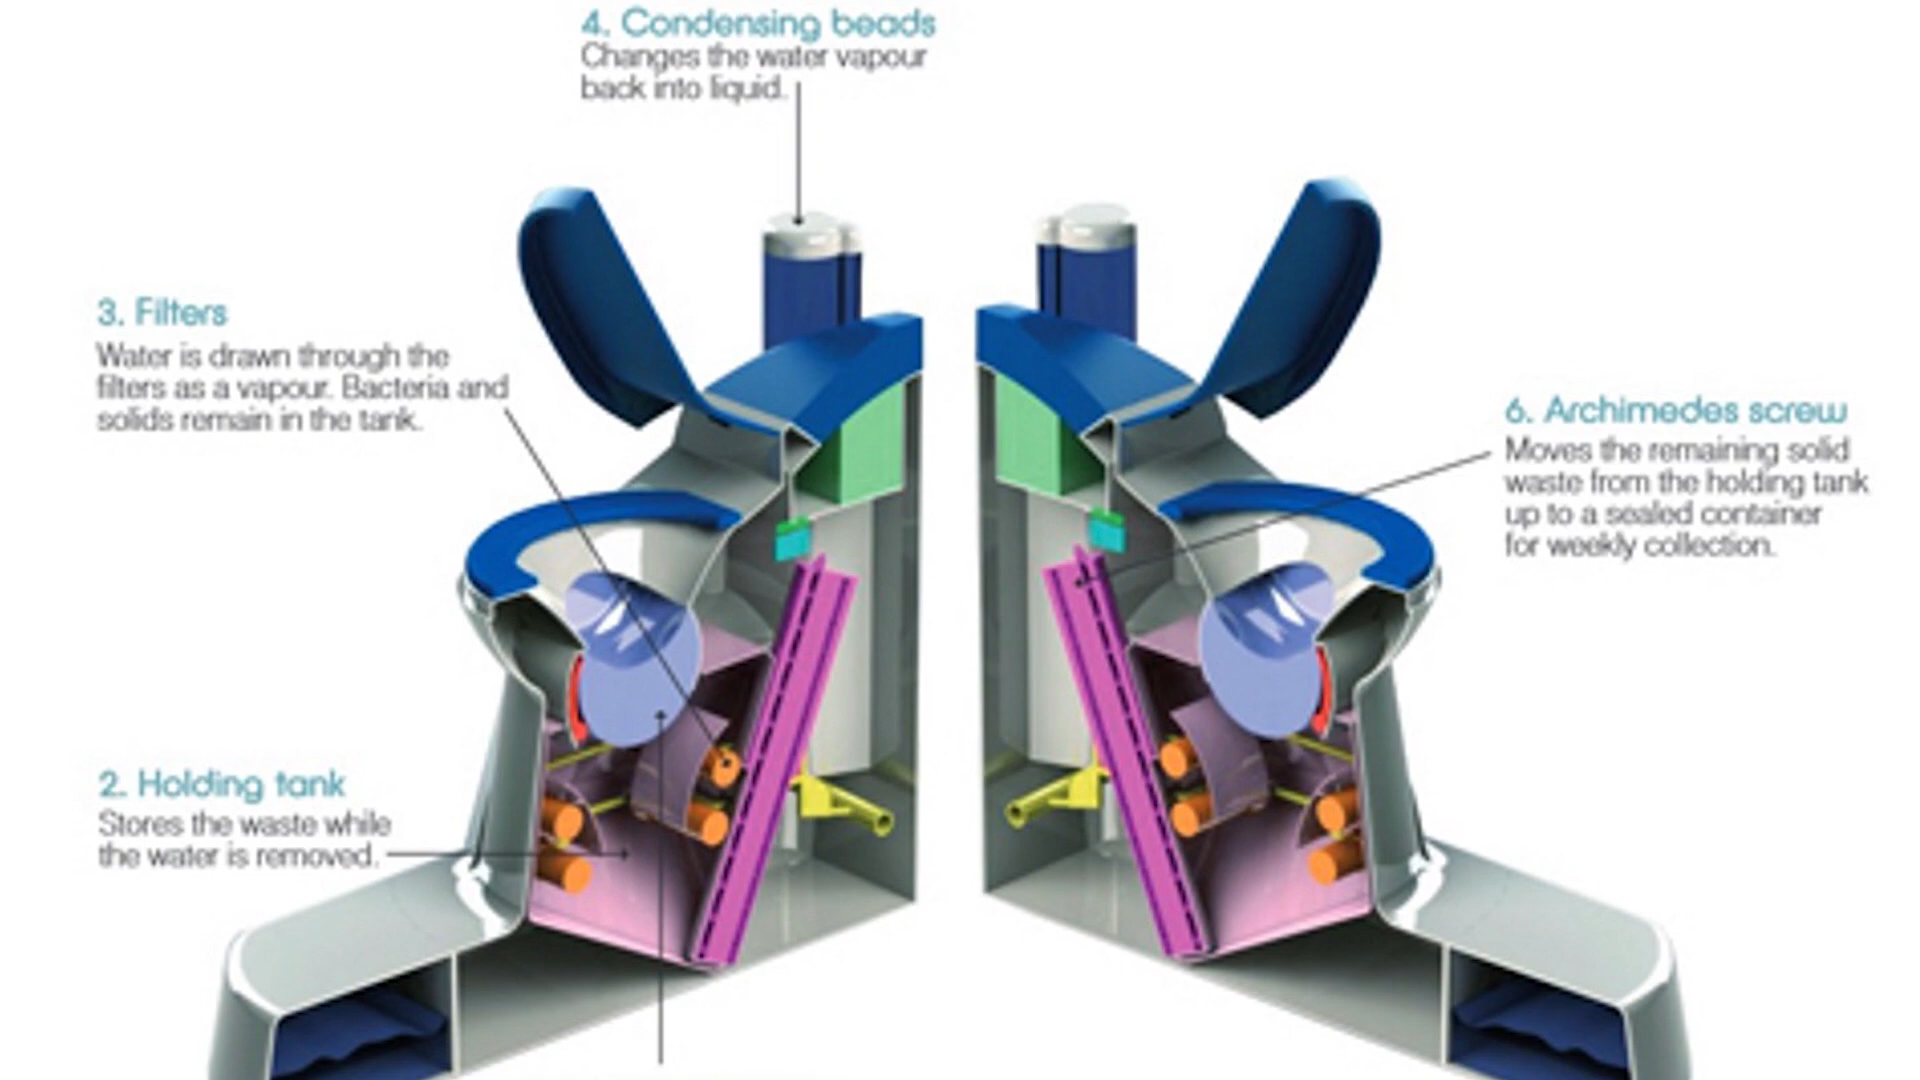 4. Condensing beads
Changes the water vapour
back into liquid.
3. Filters
Water is drawn through the
filters as a vapour. Bacteria and
solids remain in the tank.
6. Archimedes screw
Moves the remaining solid
waste from the holding tank
up to a sealed container
for weekly collection.
2. Holding tank
Stores the waste while
the water is removed.